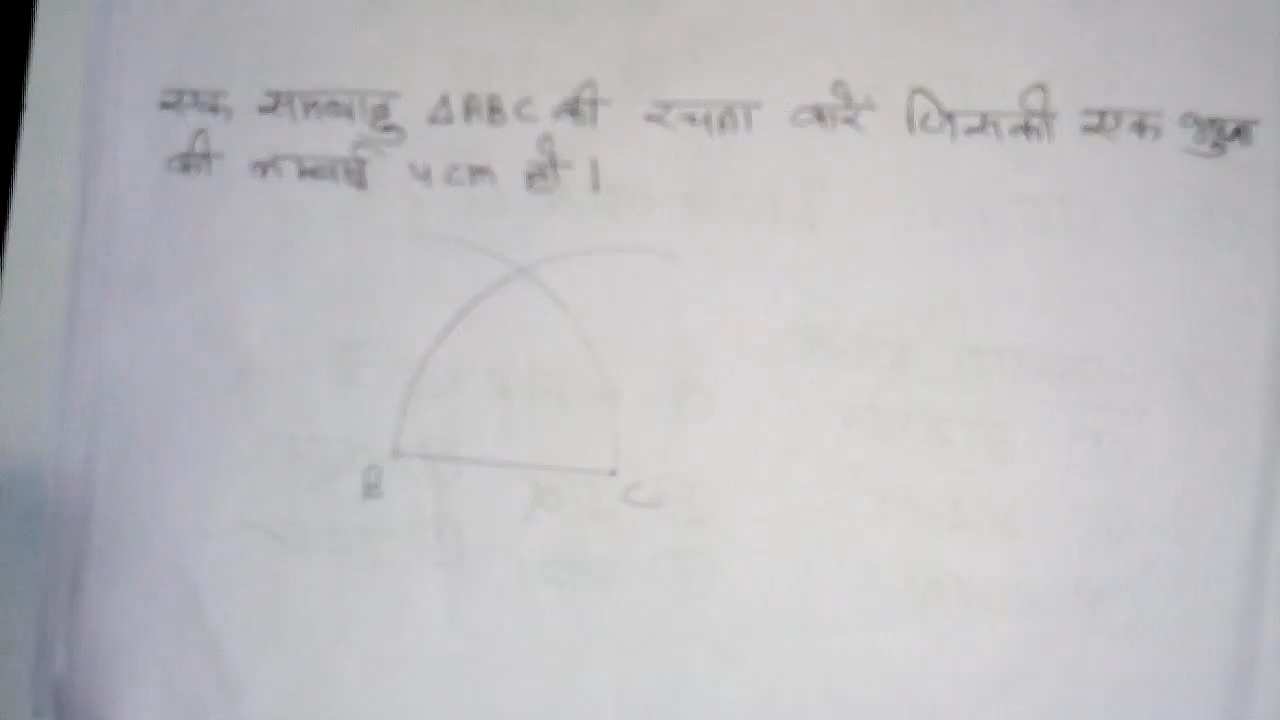 एक समबाहु ΔABC की रचना करें जिसकी एक भुजा
की लम्बाई 4cm हो।
B
C